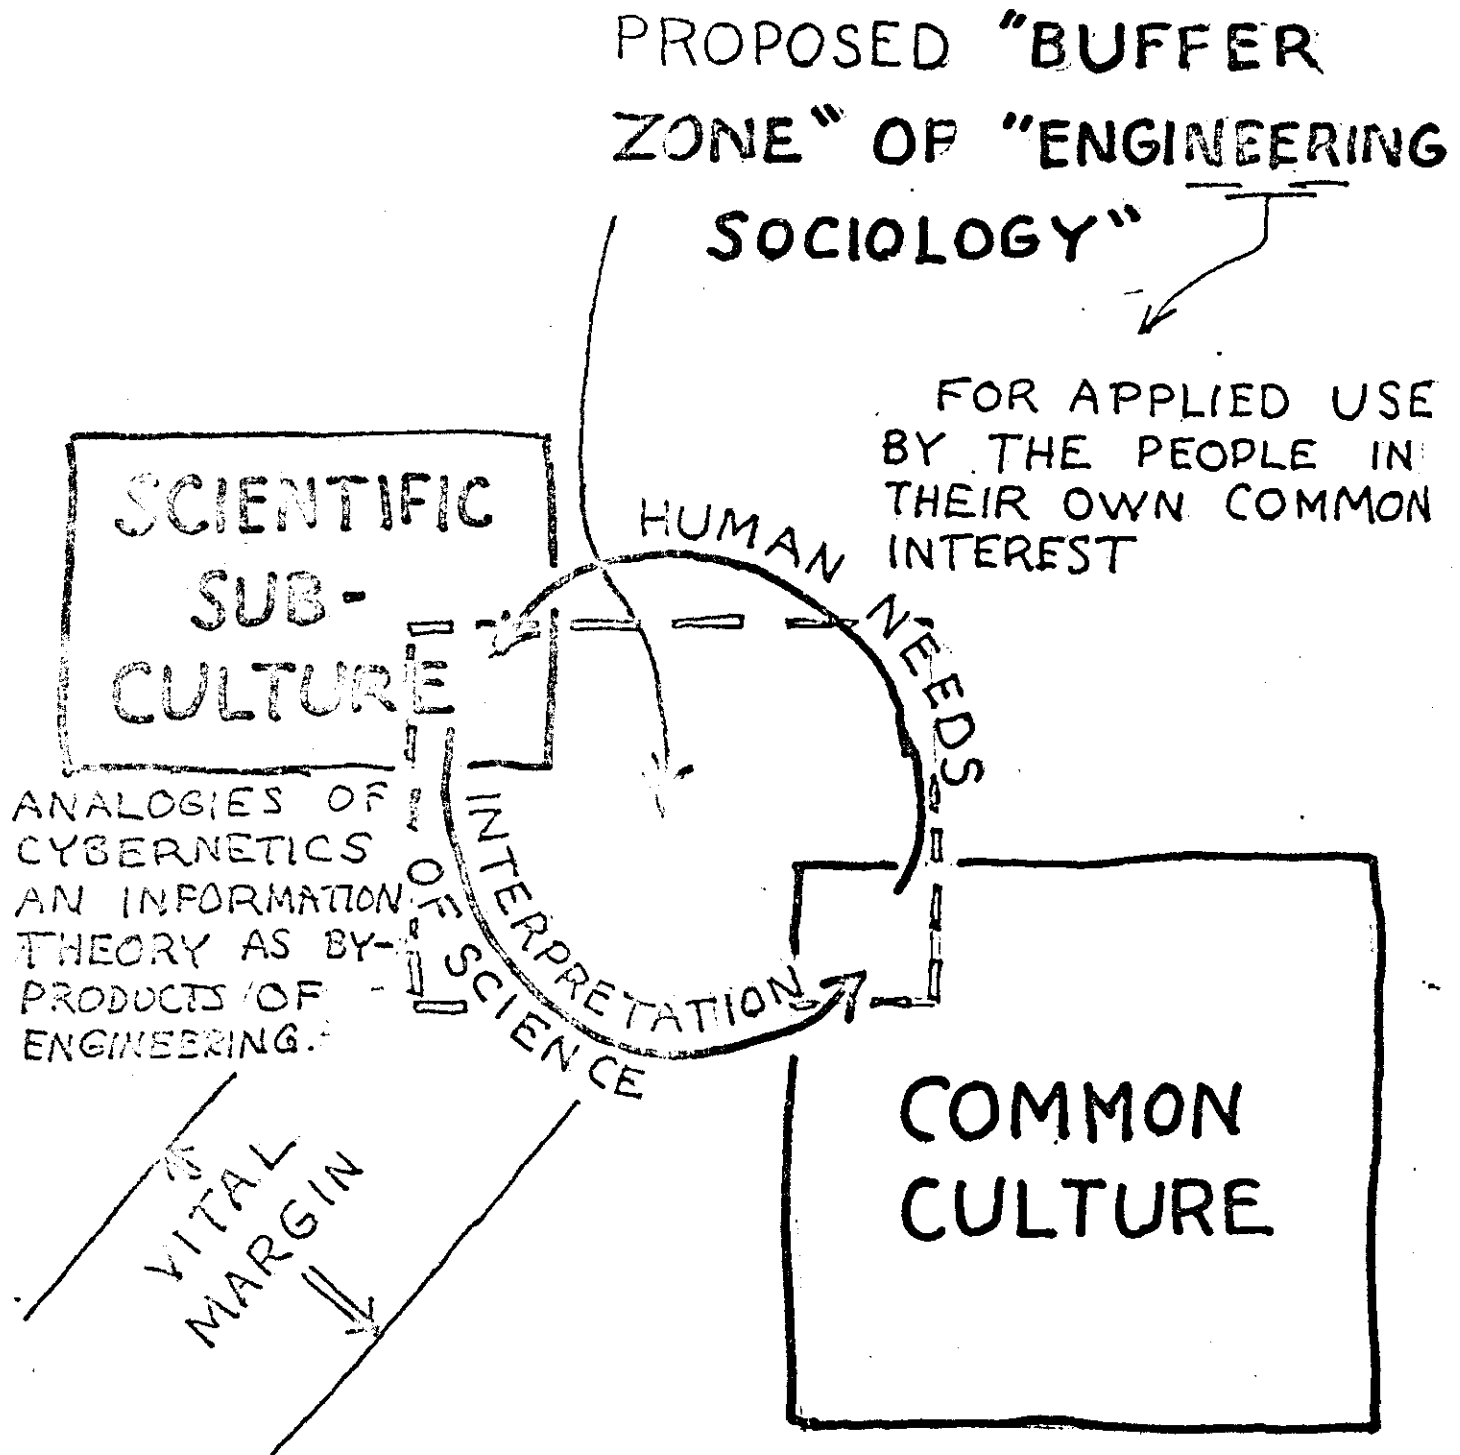 PROPOSED "BUFFER
ZONE" OF "ENGINEERING
SOCIOLOGY"
FOR APPLIED USE
BY THE PEOPLE IN
THEIR OWN COMMON
INTEREST
SCIENTIFIC
SUB-
CULTURE
HUMAN NEEDS
ANALOGIES OF
CYBERNETICS
AN INFORMATION
THEORY AS BY-
PRODUCTS OF
ENGINEERING.
INTERPRETATION
OF SCIENCE
COMMON
CULTURE
VITAL
MARGIN